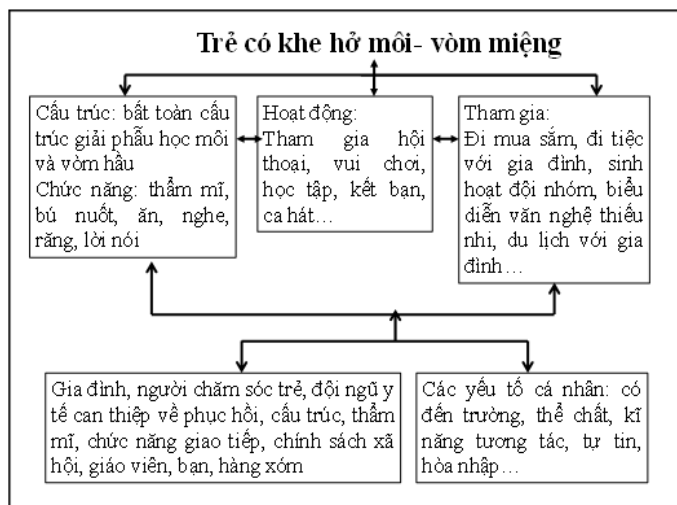 Trẻ có khe hở môi- vòm miệng
Cấu trúc: bất toàn cấu
trúc giải phẫu học môi
và vòm hầu
Chức năng: thẩm mĩ,
bú nuốt, ăn, nghe,
răng, lời nói
Hoạt động:
Tham gia hội
thoại, vui chơi,
học tập, kết bạn,
ca hát…
Tham gia:
Đi mua sắm, đi tiệc
với gia đình, sinh
hoạt đội nhóm, biểu
diễn văn nghệ thiếu
nhi, du lịch với gia
đình…
Gia đình, người chăm sóc trẻ, đội ngũ y
tế can thiệp về phục hồi, cấu trúc, thẩm
mĩ, chức năng giao tiếp, chính sách xã
hội, giáo viên, bạn, hàng xóm
Các yếu tố cá nhân: có
đến trường, thể chất, kĩ
năng tương tác, tự tin,
hòa nhập…